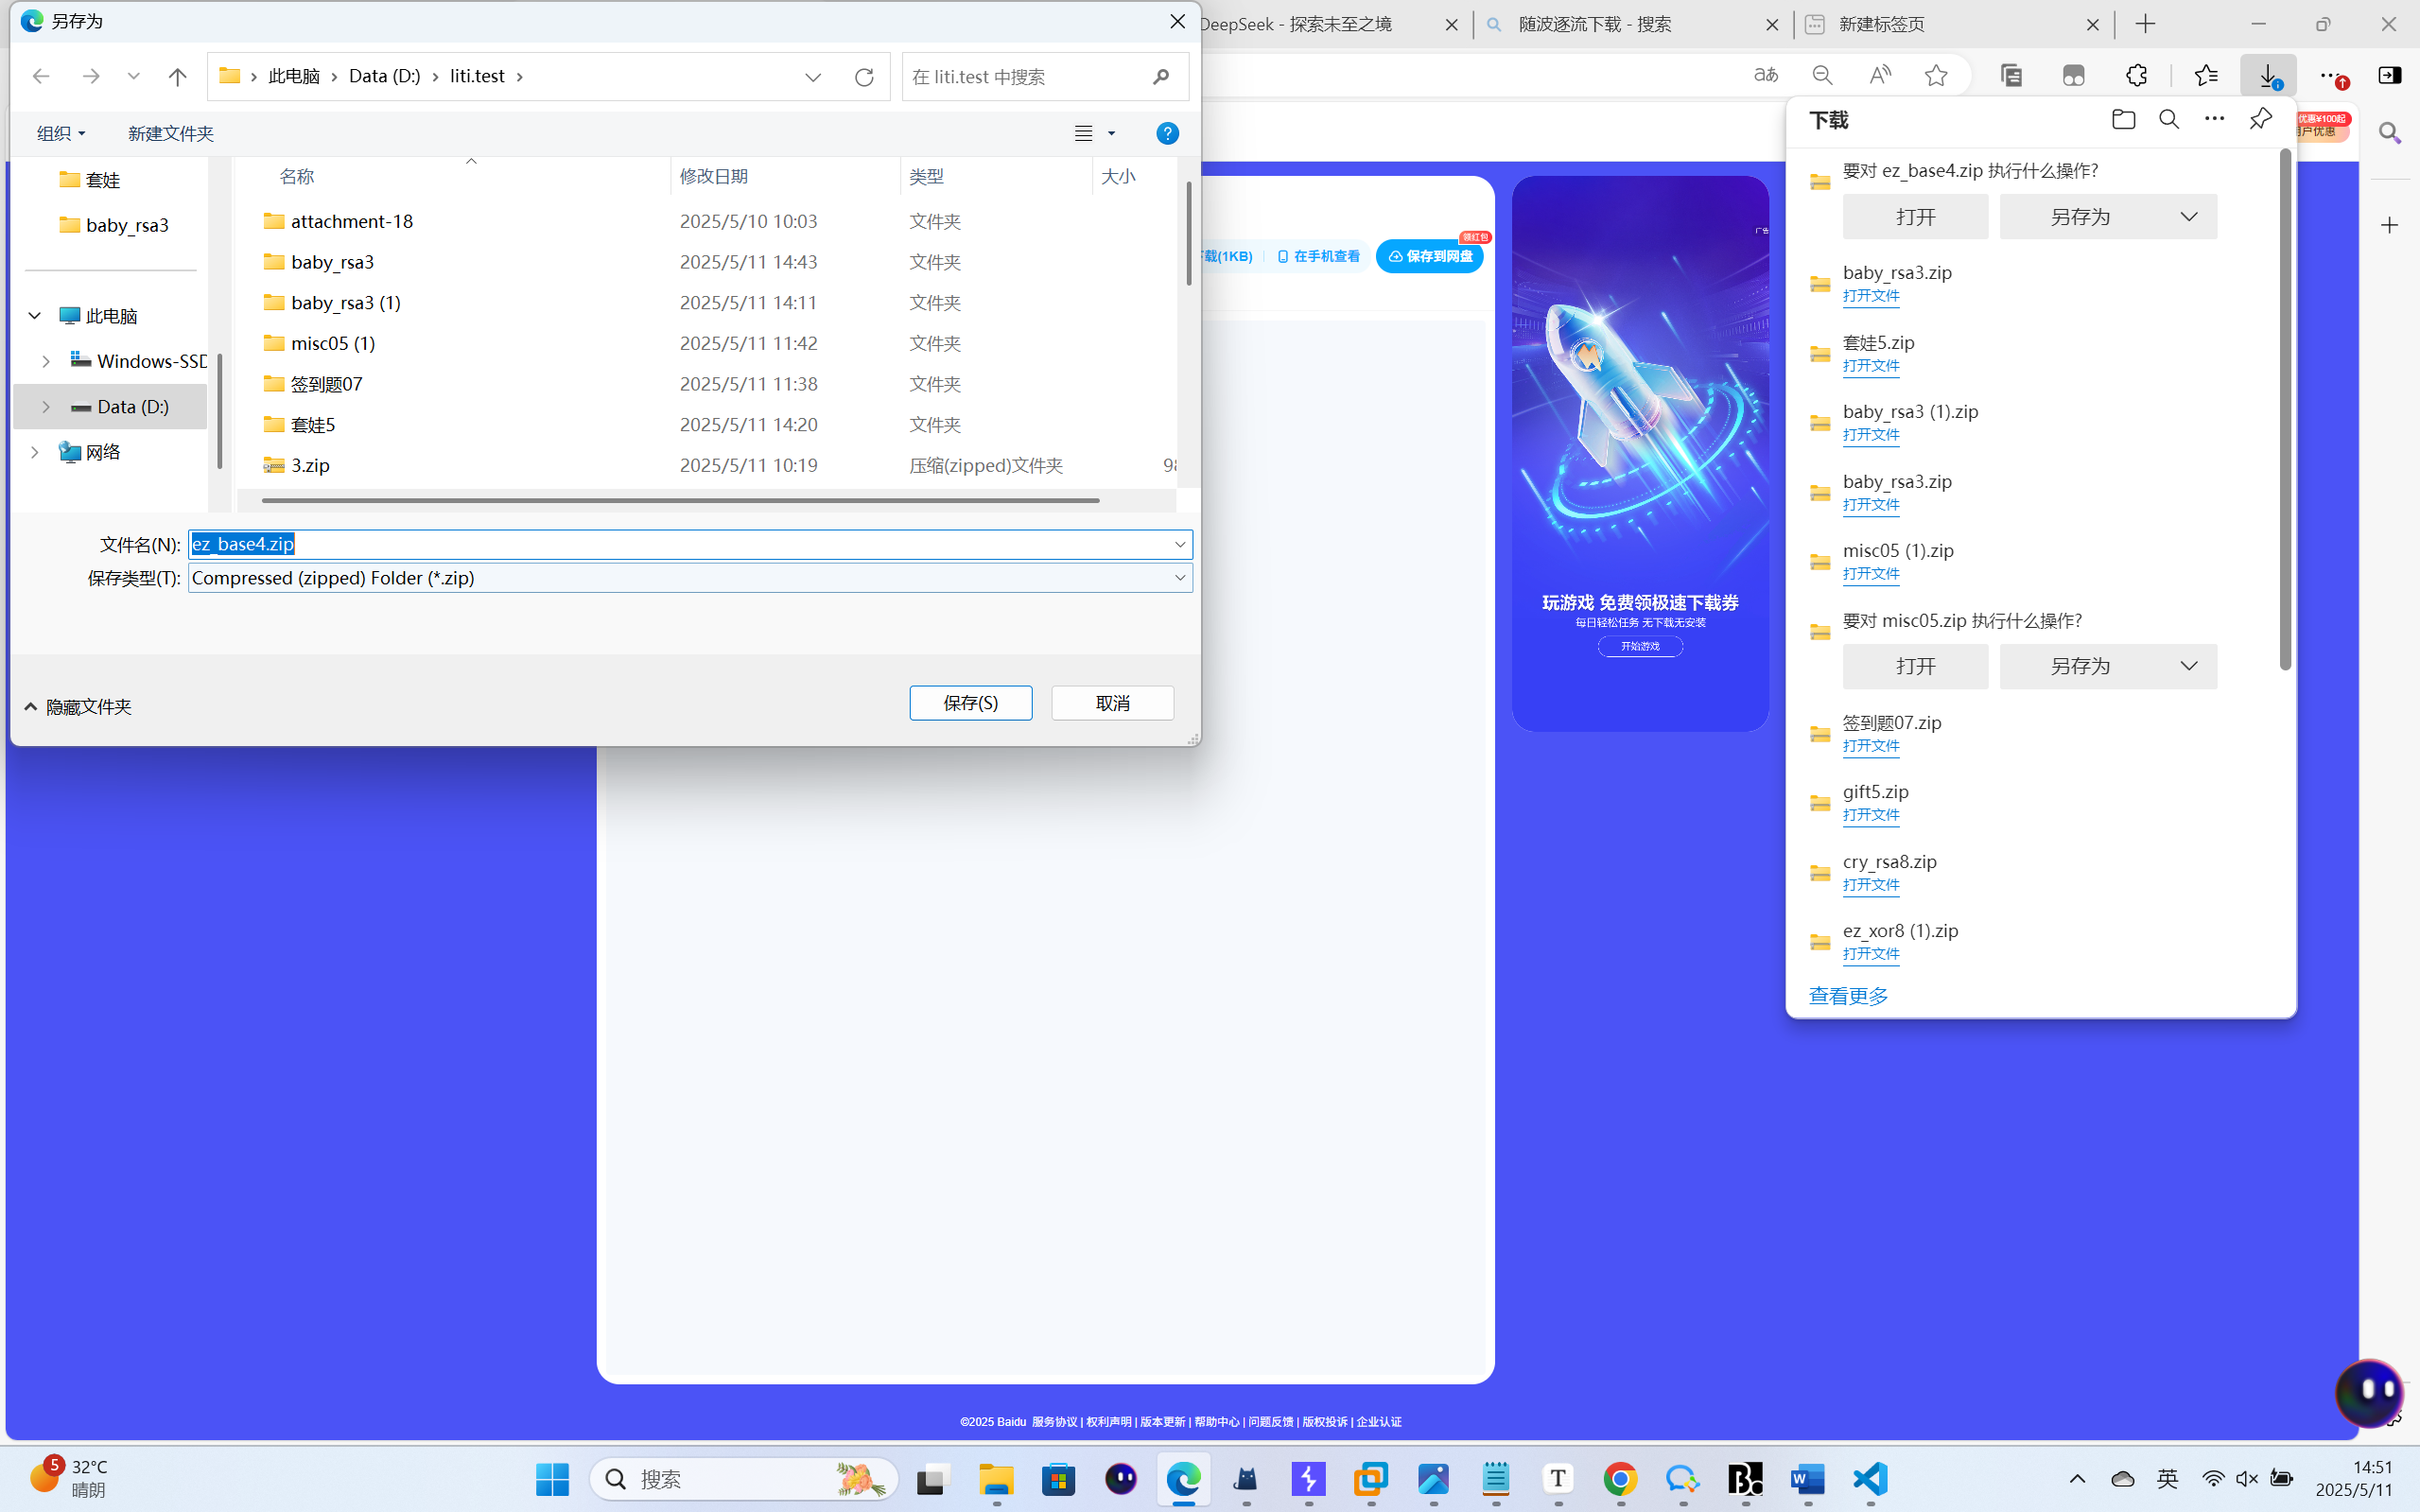 另存为
DeepSeek - 探索未至之境
随波逐流下载 - 搜索
新建标签页
此电脑 › Data (D:) › liti.test ›
在 liti.test 中搜索
组织
新建文件夹
套娃
baby_rsa3
此电脑
Windows-SSD
Data (D:)
网络
名称 修改日期 类型 大小
attachment-18 2025/5/10 10:03 文件夹
baby_rsa3 2025/5/11 14:43 文件夹
baby_rsa3 (1) 2025/5/11 14:11 文件夹
misc05 (1) 2025/5/11 11:42 文件夹
签到题07 2025/5/11 11:38 文件夹
套娃5 2025/5/11 14:20 文件夹
3.zip 2025/5/11 10:19 压缩(zipped)文件夹
文件名(N): ez_base4.zip
保存类型(T): Compressed (zipped) Folder (*.zip)
隐藏文件夹
保存(S)
取消
载(1KB)
在手机查看
保存到网盘
领红包
优惠¥100起
户优惠
玩游戏 免费领极速下载券
每日轻松任务 无下载无安装
开始游戏
下载
要对 ez_base4.zip 执行什么操作?
打开 另存为
baby_rsa3.zip
打开文件
套娃5.zip
打开文件
baby_rsa3 (1).zip
打开文件
baby_rsa3.zip
打开文件
misc05 (1).zip
打开文件
要对 misc05.zip 执行什么操作?
打开 另存为
签到题07.zip
打开文件
gift5.zip
打开文件
cry_rsa8.zip
打开文件
ez_xor8 (1).zip
打开文件
查看更多
©2025 Baidu 服务协议 | 权利声明 | 版本更新 | 帮助中心 | 问题反馈 | 版权投诉 | 企业认证
5
32°C
晴朗
搜索
英
14:51
2025/5/11